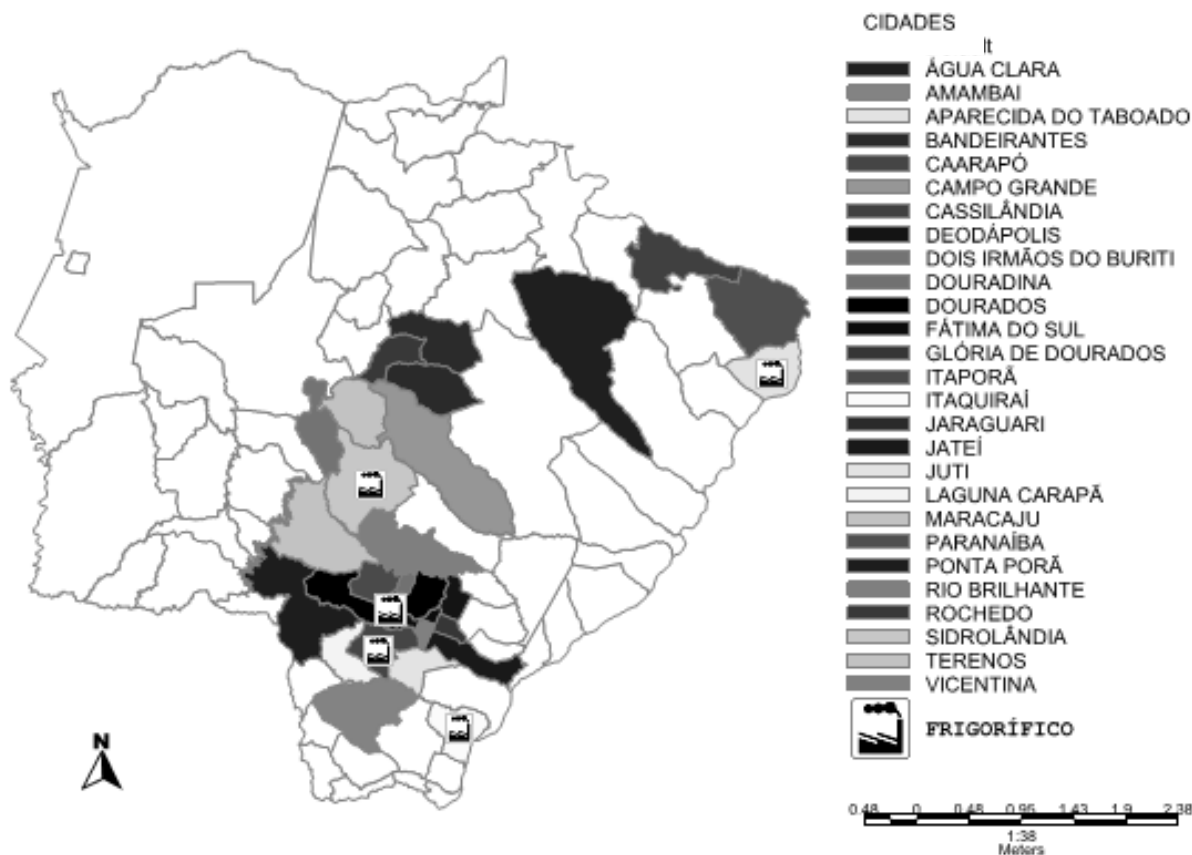 CIDADES
lt
ÁGUA CLARA
AMAMBAI
APARECIDA DO TABOADO
BANDEIRANTES
CAARAPÓ
CAMPO GRANDE
CASSILÂNDIA
DEODÁPOLIS
DOIS IRMÃOS DO BURITI
DOURADINA
DOURADOS
FÁTIMA DO SUL
GLÓRIA DE DOURADOS
ITAPORÃ
ITAQUIRAÍ
JARAGUARI
JATEÍ
JUTI
LAGUNA CARAPÃ
MARACAJU
PARANAÍBA
PONTA PORÃ
RIO BRILHANTE
ROCHEDO
SIDROLÂNDIA
TERENOS
VICENTINA
FRIGORÍFICO
N
0.48 0 0.48 0.95 1.43 1.9 2.38
1:38
Meters